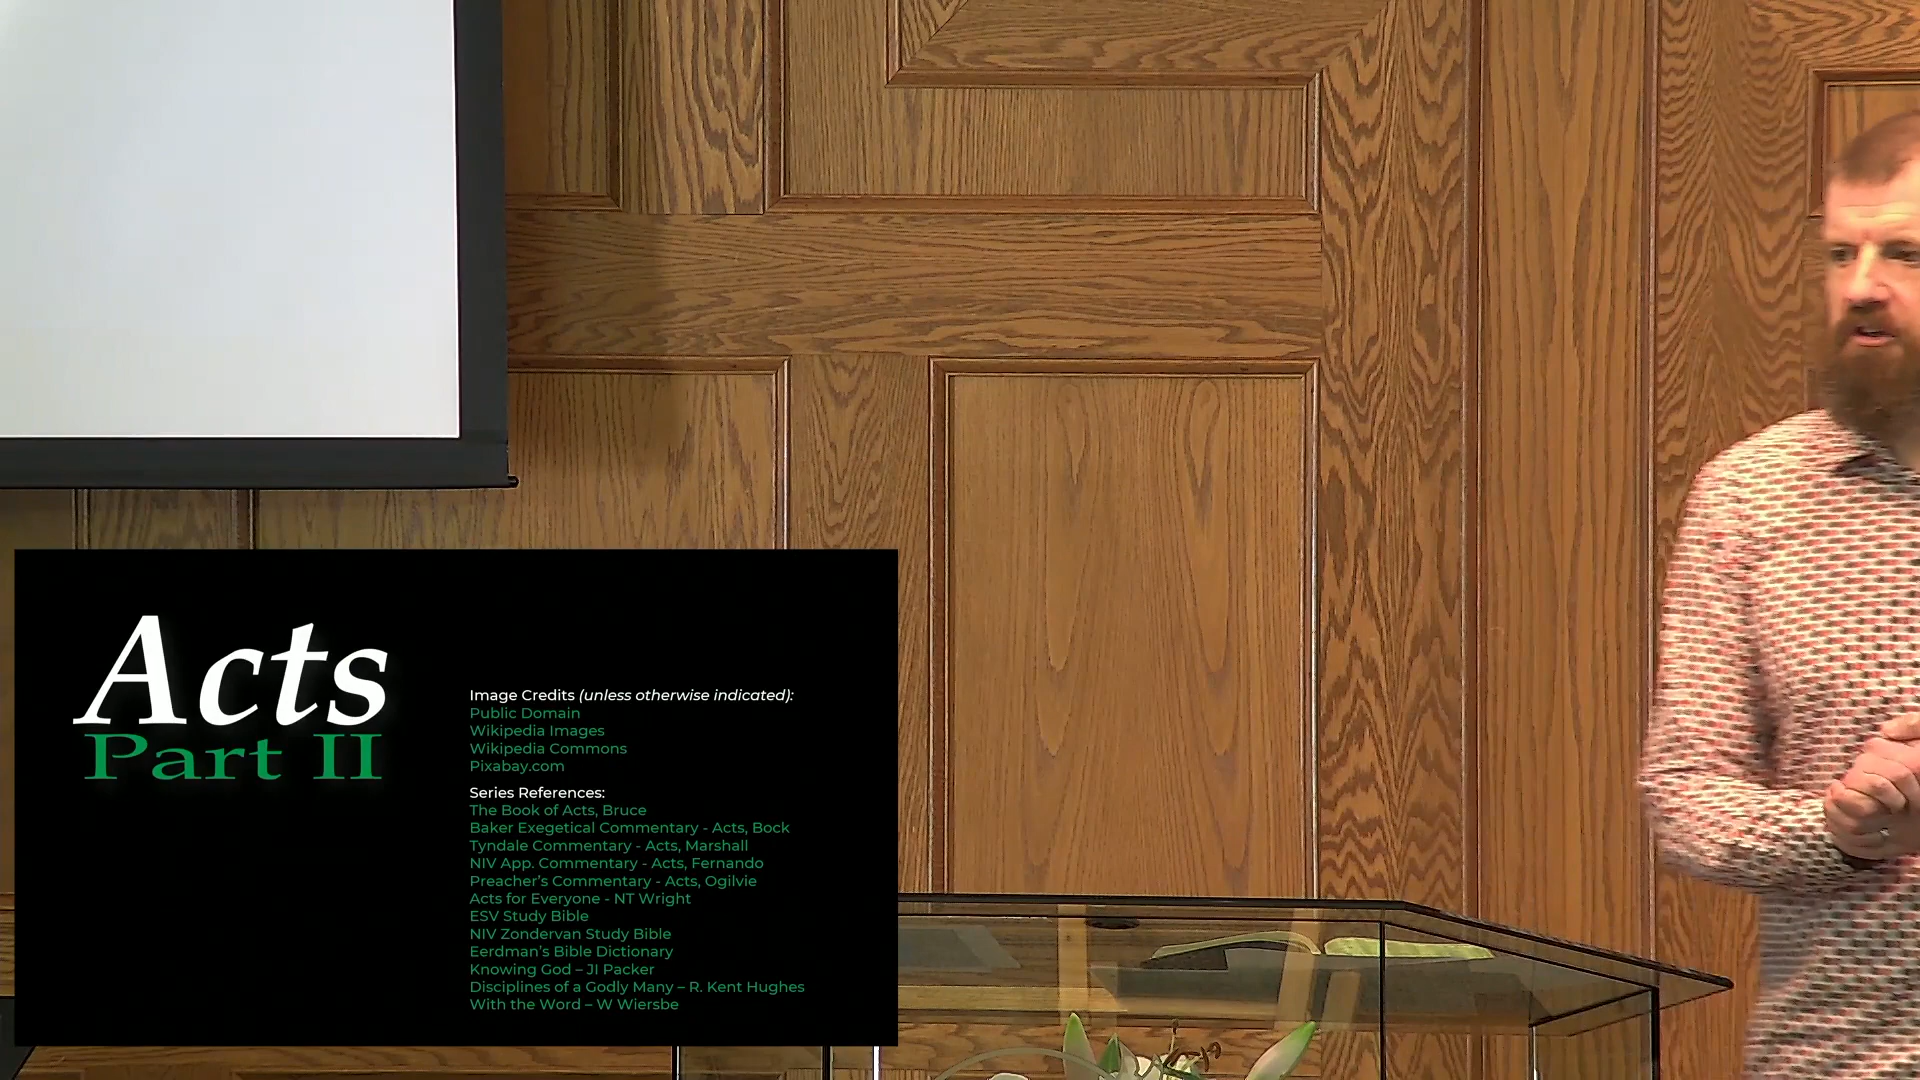 Acts
Part II
Image Credits (unless otherwise indicated):
Public Domain
Wikipedia Images
Wikipedia Commons
Pixabay.com
Series References:
The Book of Acts, Bruce
Baker Exegetical Commentary - Acts, Bock
Tyndale Commentary - Acts, Marshall
NIV App. Commentary - Acts, Fernando
Preacher's Commentary - Acts, Ogilvie
Acts for Everyone - NT Wright
ESV Study Bible
NIV Zondervan Study Bible
Eerdman's Bible Dictionary
Knowing God – JI Packer
Disciplines of a Godly Many – R. Kent Hughes
With the Word – W Wiersbe